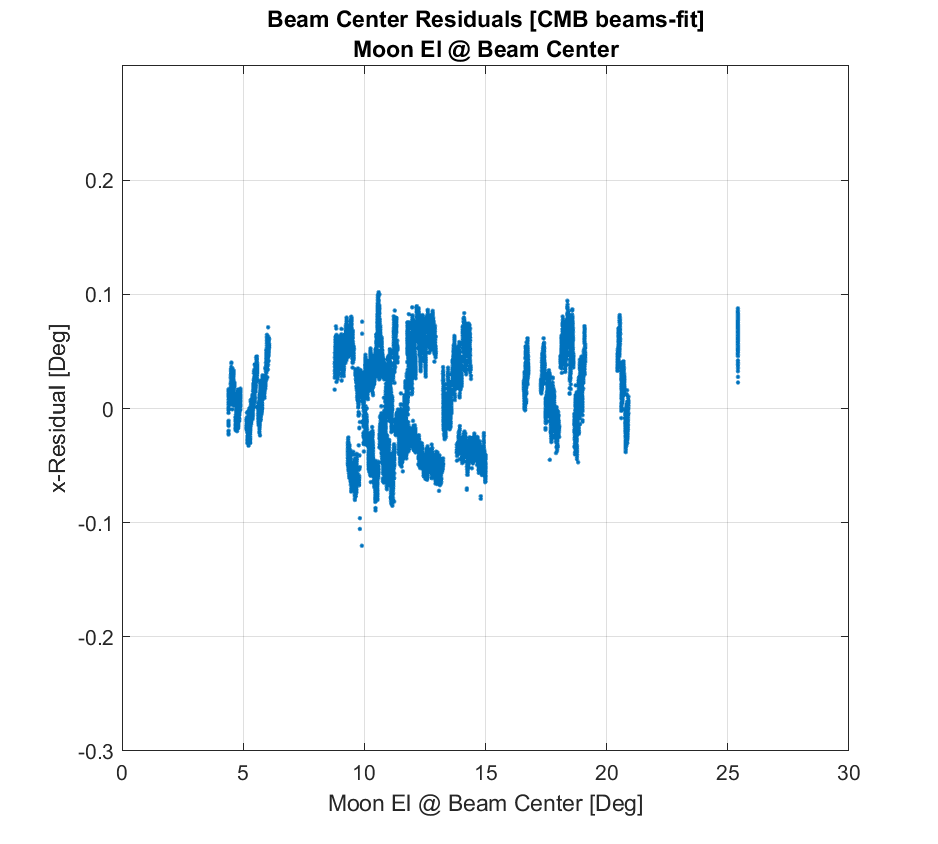 Beam Center Residuals [CMB beams-fit]
Moon El @ Beam Center
0.2
0.1
0
-0.1
-0.2
-0.3
x-Residual [Deg]
0 5 10 15 20 25 30
Moon El @ Beam Center [Deg]